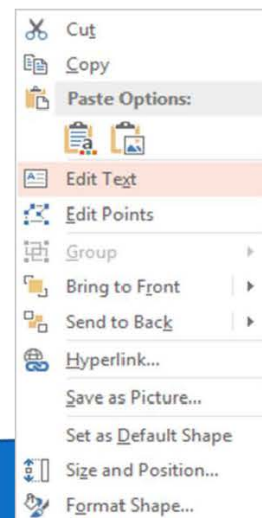 Cut
Copy
Paste Options:
Edit Text
Edit Points
Group
Bring to Front
Send to Back
Hyperlink...
Save as Picture...
Set as Default Shape
Size and Position...
Format Shape...